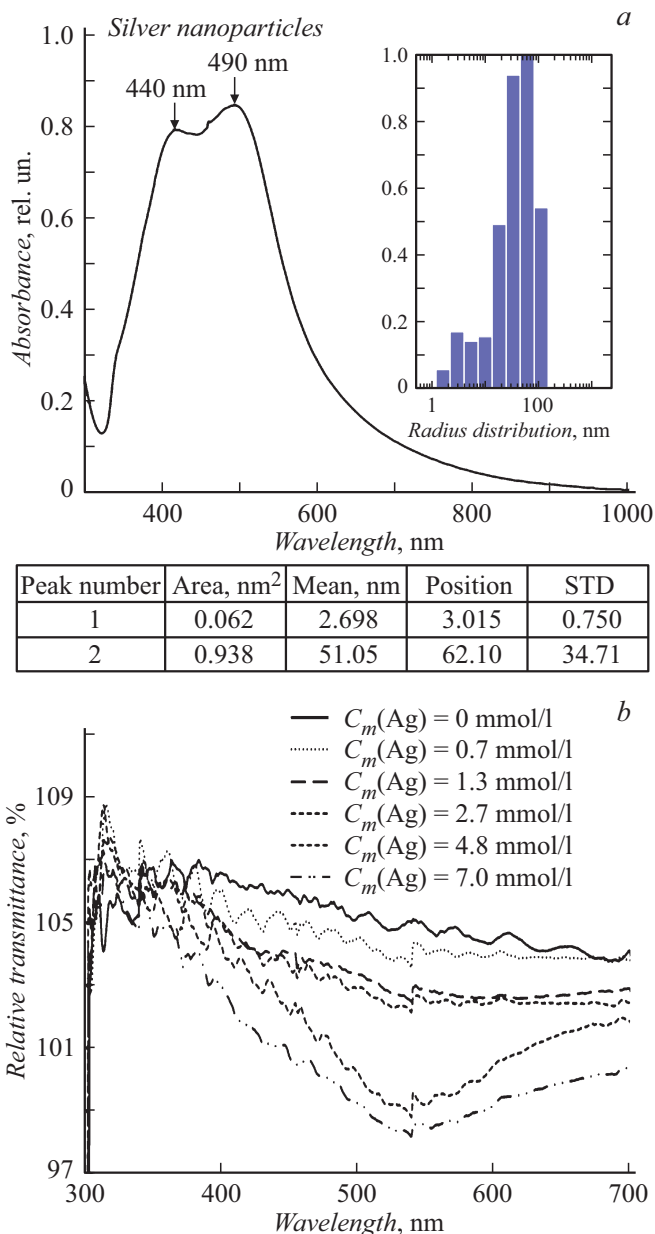 Silver nanoparticles
a
440 nm
490 nm
1.0
0.8
0.6
0.4
0.2
0
Absorbance, rel. un.
400
600
800
1000
Wavelength, nm
1.0
0.8
0.6
0.4
0.2
0
1
100
Radius distribution, nm
Peak number Area, nm2 Mean, nm Position STD
1 0.062 2.698 3.015 0.750
2 0.938 51.05 62.10 34.71
b
Cm(Ag) = 0 mmol/l
Cm(Ag) = 0.7 mmol/l
Cm(Ag) = 1.3 mmol/l
Cm(Ag) = 2.7 mmol/l
Cm(Ag) = 4.8 mmol/l
Cm(Ag) = 7.0 mmol/l
109
105
101
97
Relative transmittance, %
300
400
500
600
700
Wavelength, nm